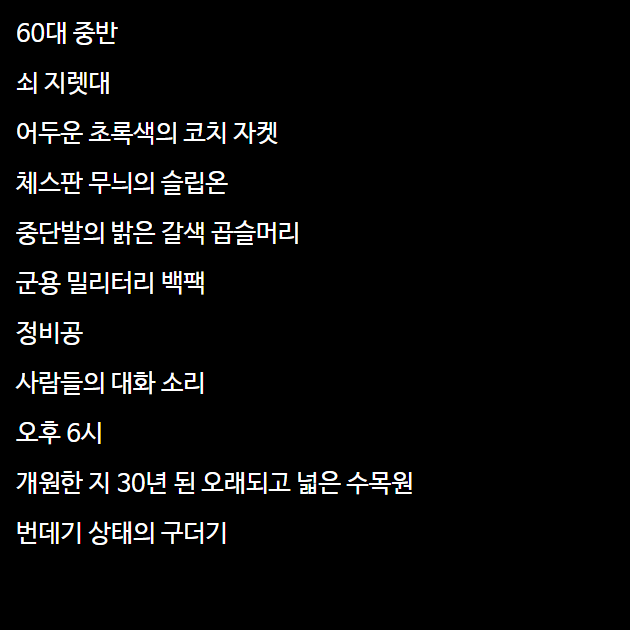 60대 중반
쇠 지렛대
어두운 초록색의 코치 자켓
체스판 무늬의 슬립온
중단발의 밝은 갈색 곱슬머리
군용 밀리터리 백팩
정비공
사람들의 대화 소리
오후 6시
개원한 지 30년 된 오래되고 넓은 수목원
번데기 상태의 구더기